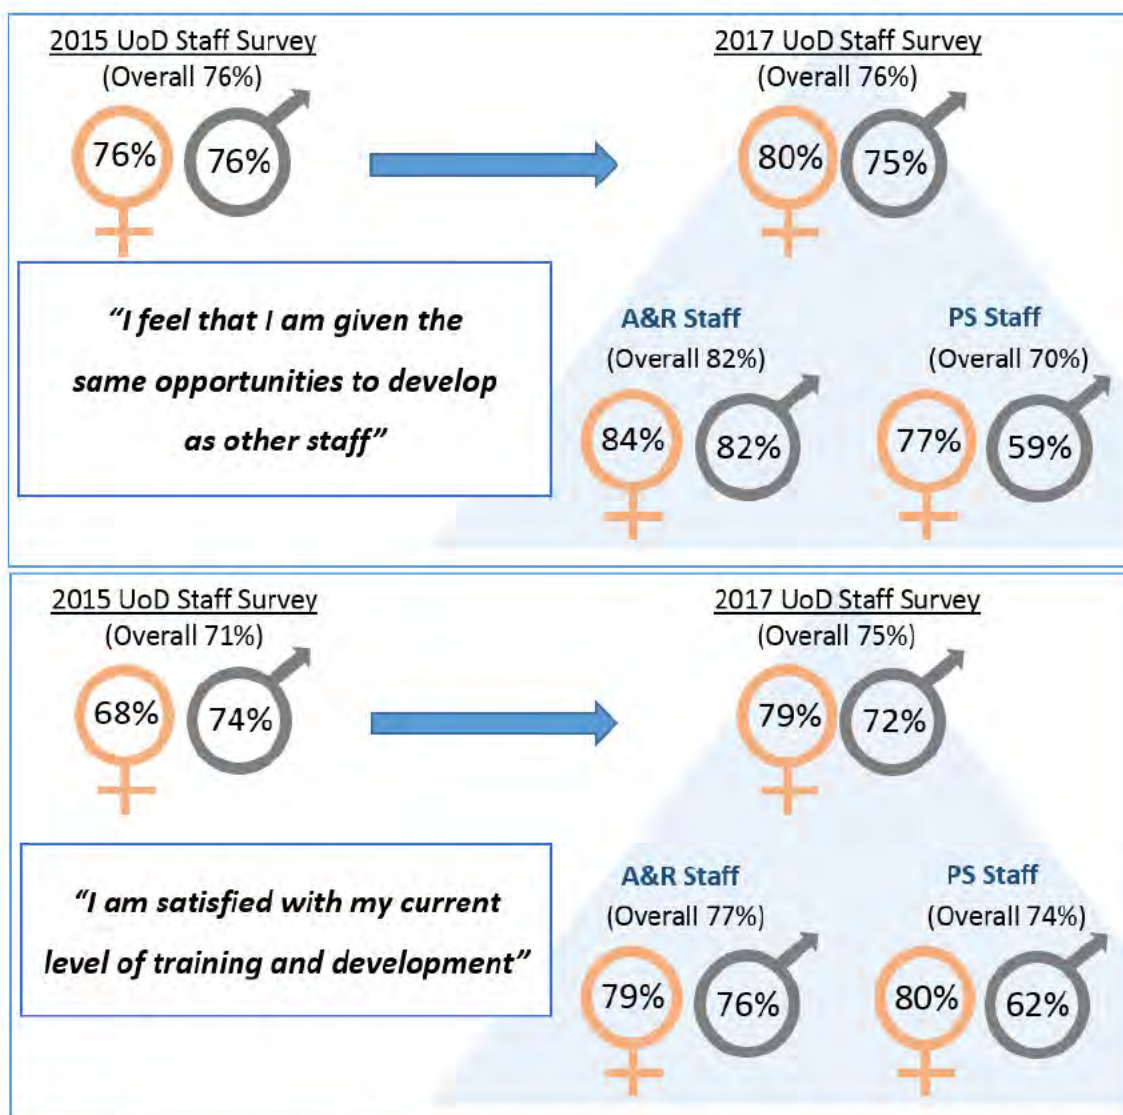 2015 UoD Staff Survey
(Overall 76%)
76%
76%
2017 UoD Staff Survey
(Overall 76%)
80%
75%
“I feel that I am given the
same opportunities to develop
as other staff”
A&R Staff
(Overall 82%)
84%
82%
PS Staff
(Overall 70%)
77%
59%
2015 UoD Staff Survey
(Overall 71%)
68%
74%
2017 UoD Staff Survey
(Overall 75%)
79%
72%
“I am satisfied with my current
level of training and development”
A&R Staff
(Overall 77%)
79%
76%
PS Staff
(Overall 74%)
80%
62%